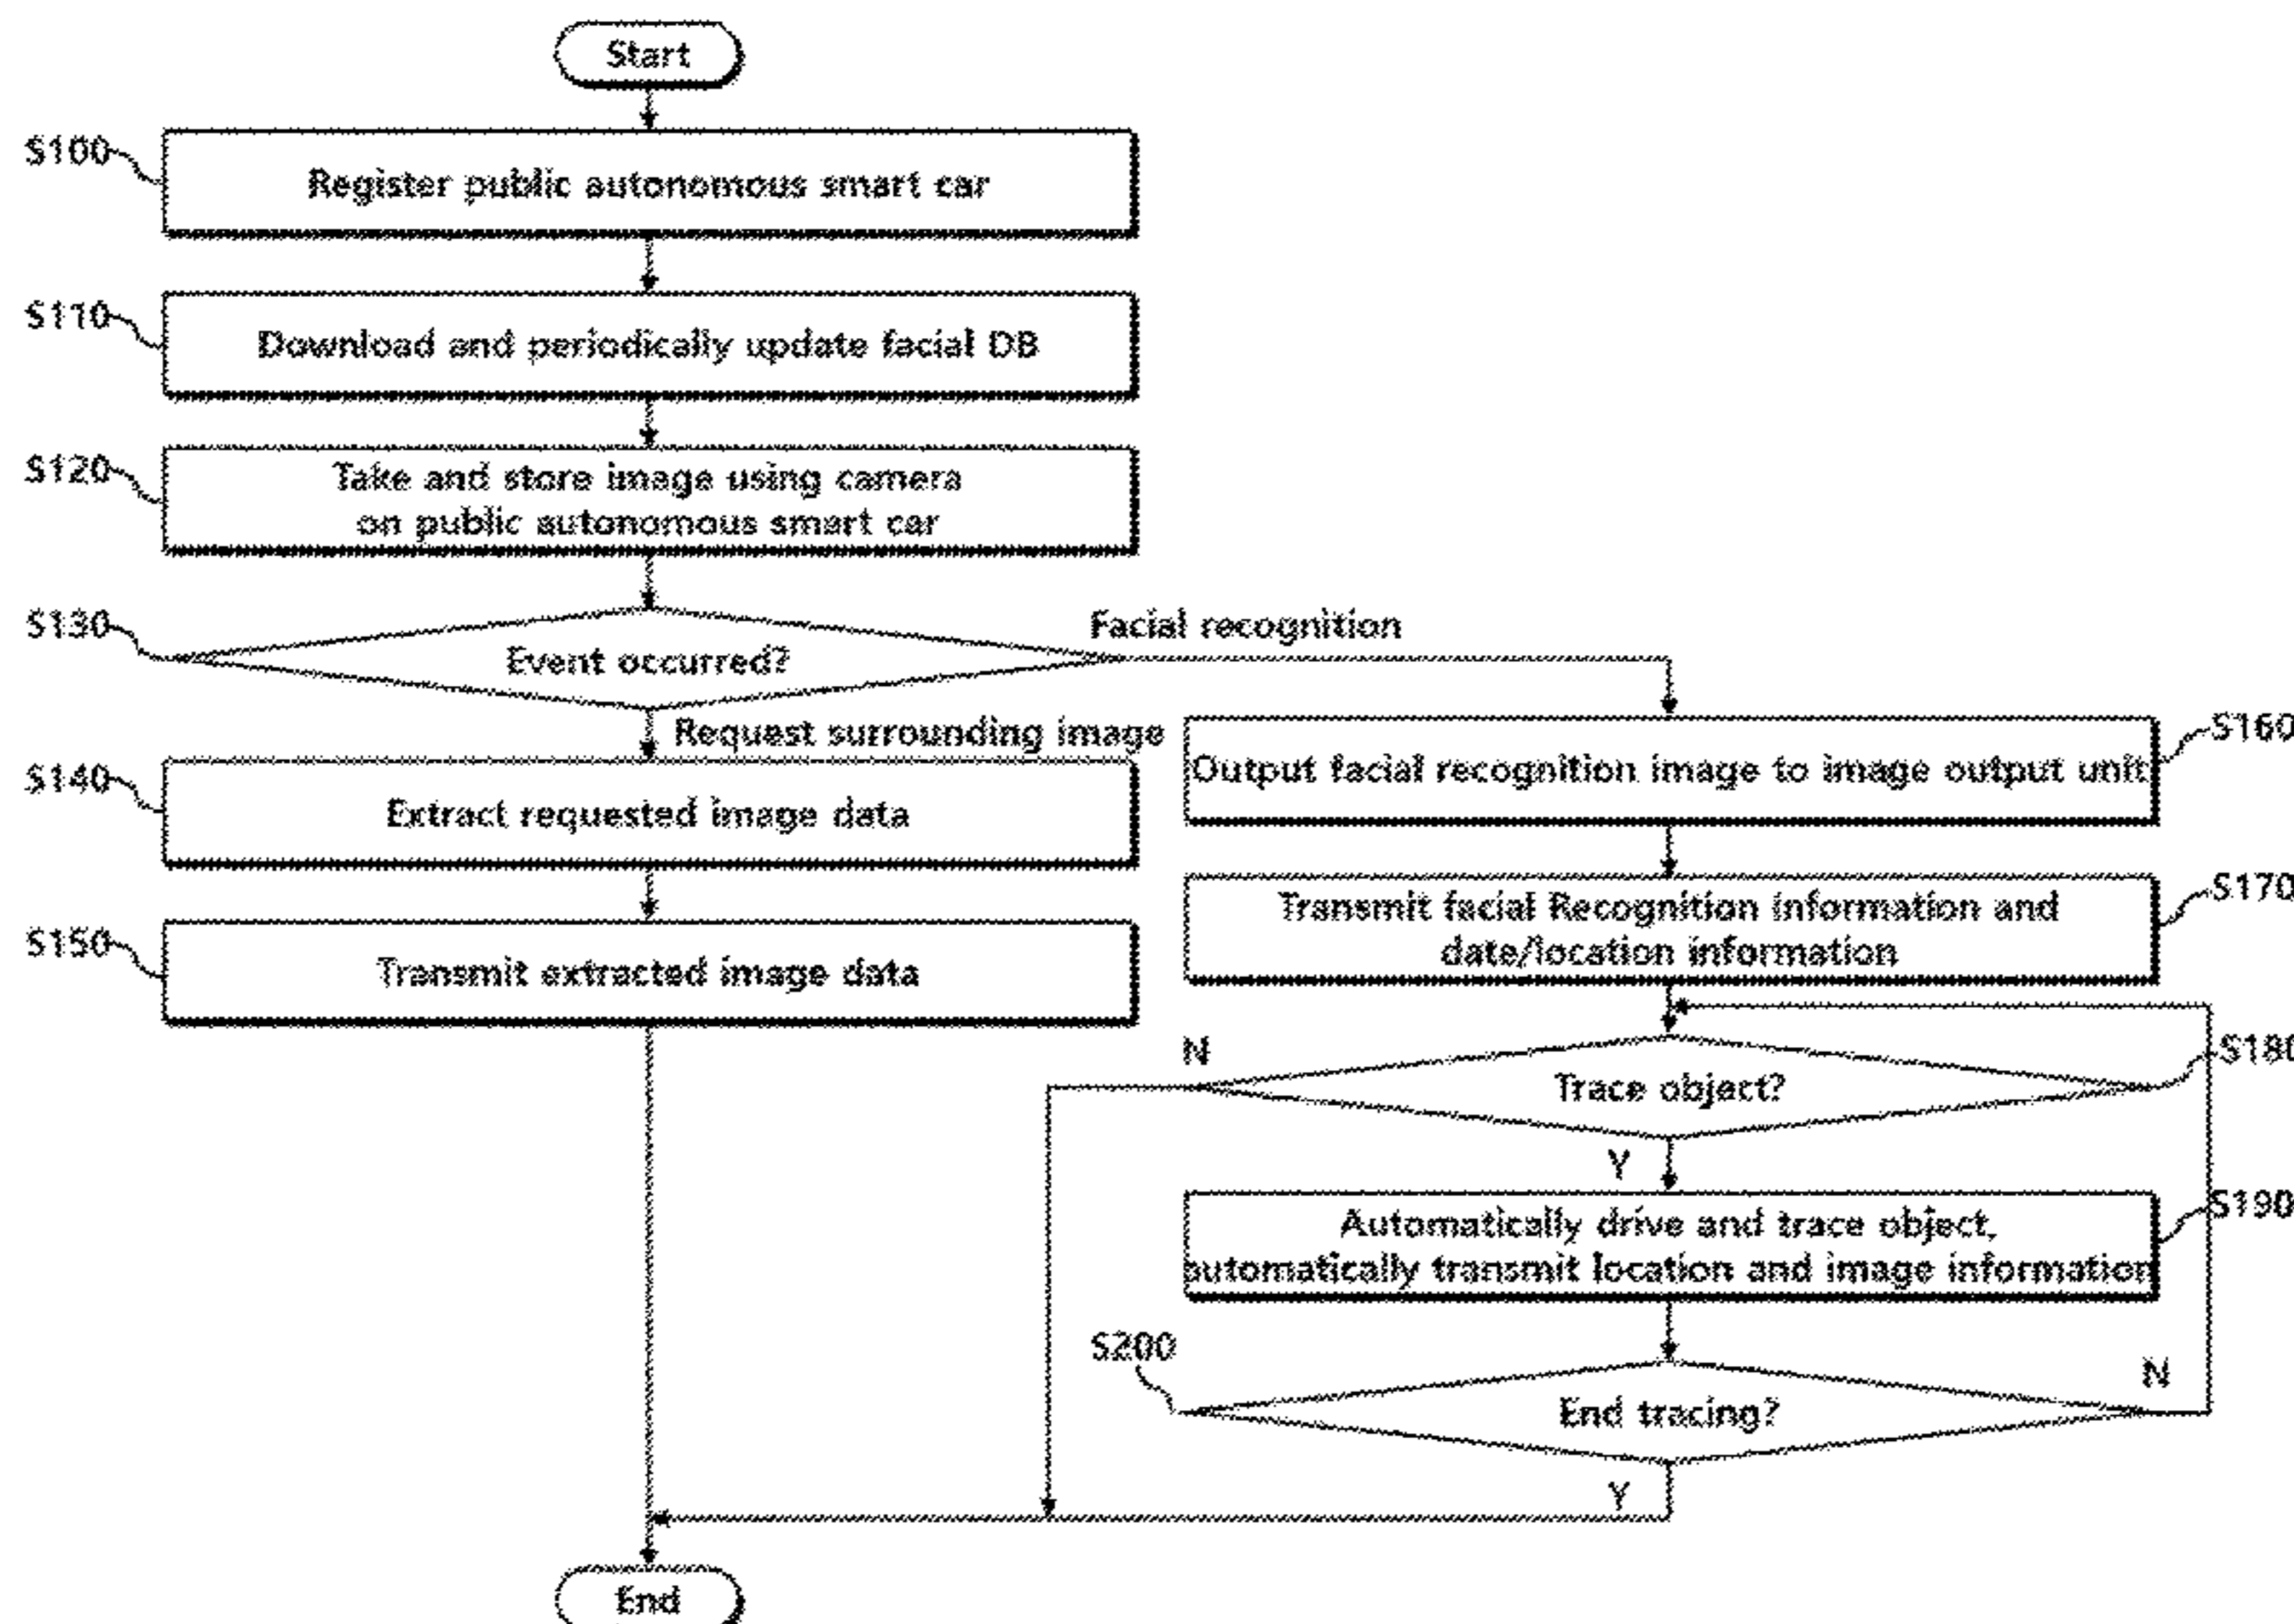 Start
S100
Register public autonomous smart car
S110
Download and periodically update facial DB
S120
Take and store image using camera
on public autonomous smart car
S130
Event occurred?
Facial recognition
Request surrounding image
S140
Extract requested image data
S150
Transmit extracted image data
S160
Output facial recognition image to image output unit
S170
Transmit facial Recognition information and
date/location information
N
S180
Trace object?
Y
S190
Automatically drive and trace object,
automatically transmit location and image information
S200
End tracing?
N
Y
End